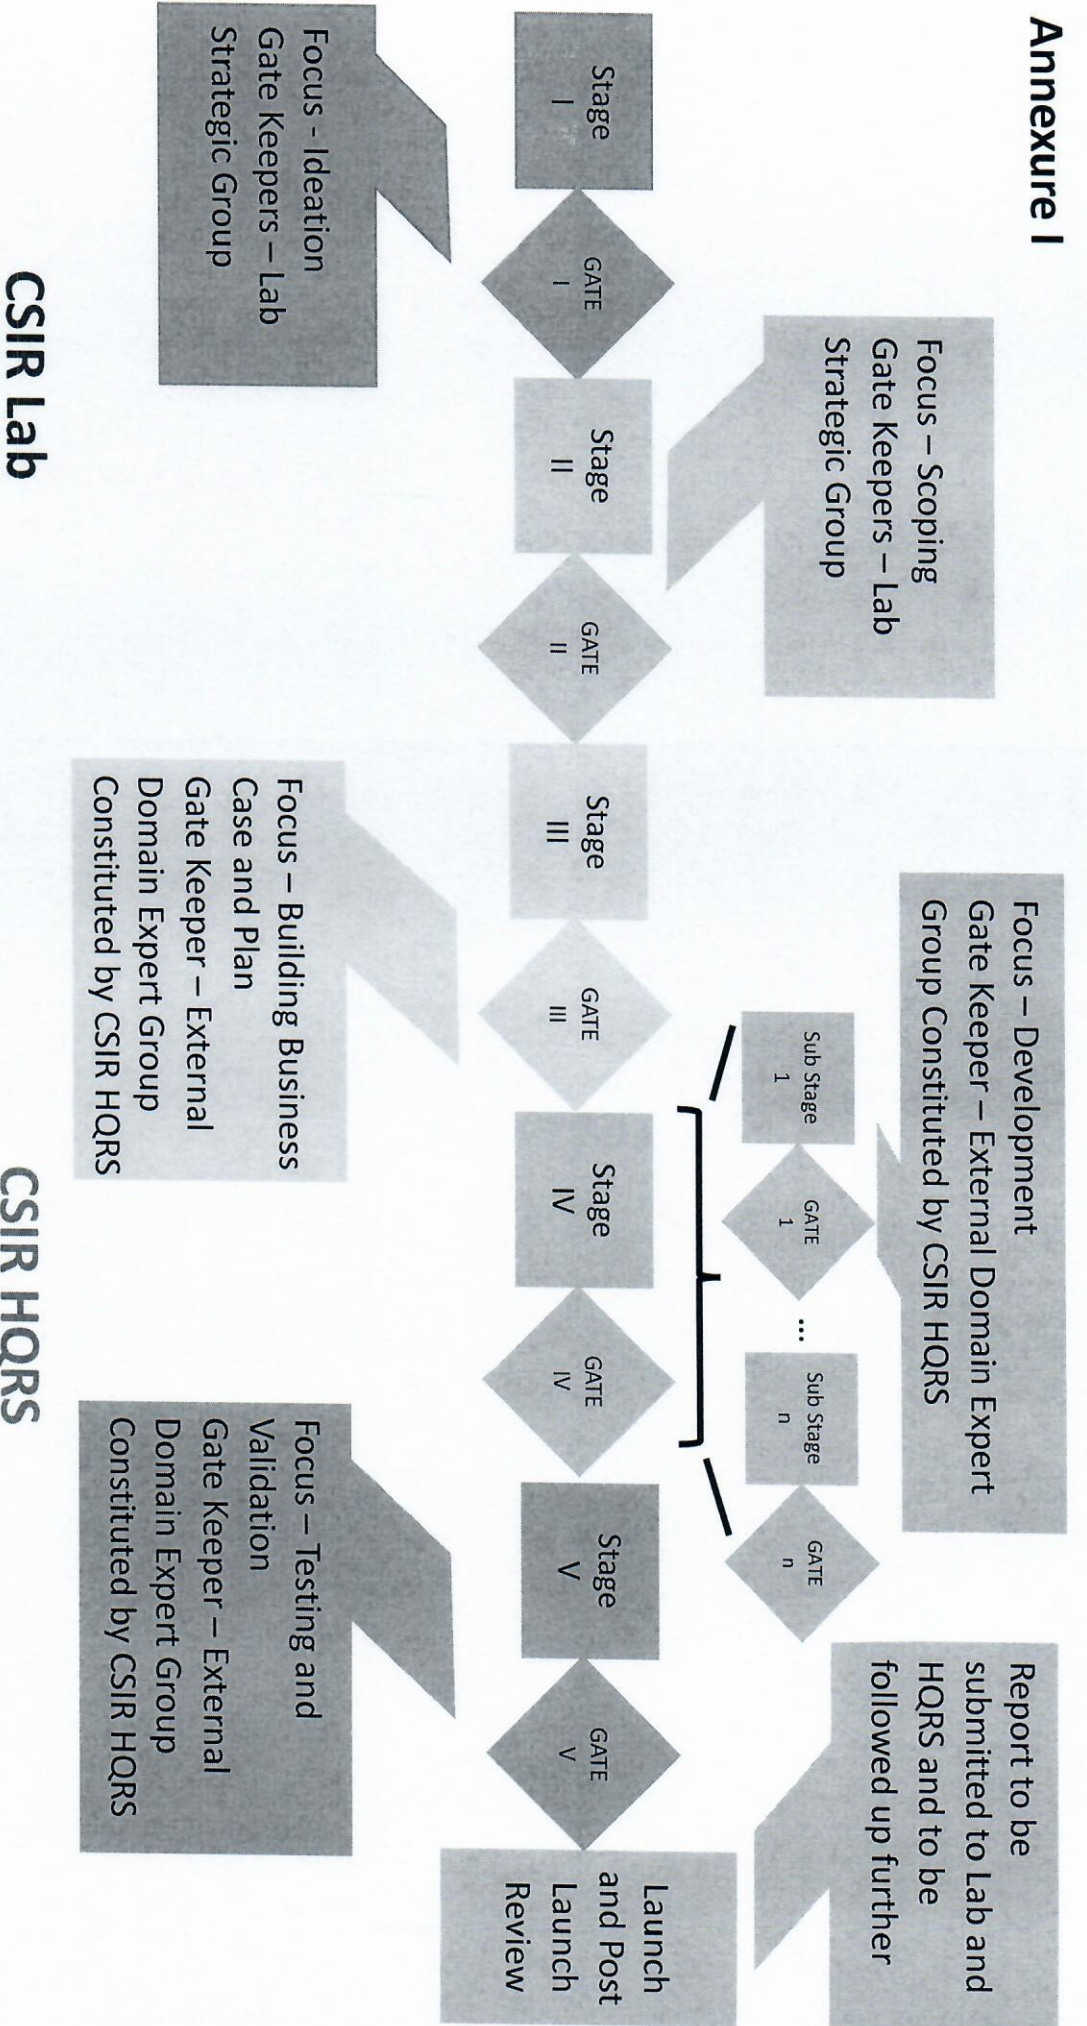 Annexure I
Focus – Scoping
Gate Keepers – Lab
Strategic Group
Focus – Development
Gate Keeper – External Domain Expert
Group Constituted by CSIR HQRS
Report to be
submitted to Lab and
HQRS and to be
followed up further
Sub Stage
1
GATE
1
...
Sub Stage
n
GATE
n
Stage
I
GATE
I
Stage
II
GATE
II
Stage
III
GATE
III
Stage
IV
GATE
IV
Stage
V
GATE
V
Launch
and Post
Launch
Review
Focus - Ideation
Gate Keepers – Lab
Strategic Group
Focus – Building Business
Case and Plan
Gate Keeper – External
Domain Expert Group
Constituted by CSIR HQRS
Focus – Testing and
Validation
Gate Keeper – External
Domain Expert Group
Constituted by CSIR HQRS
CSIR Lab
CSIR HQRS